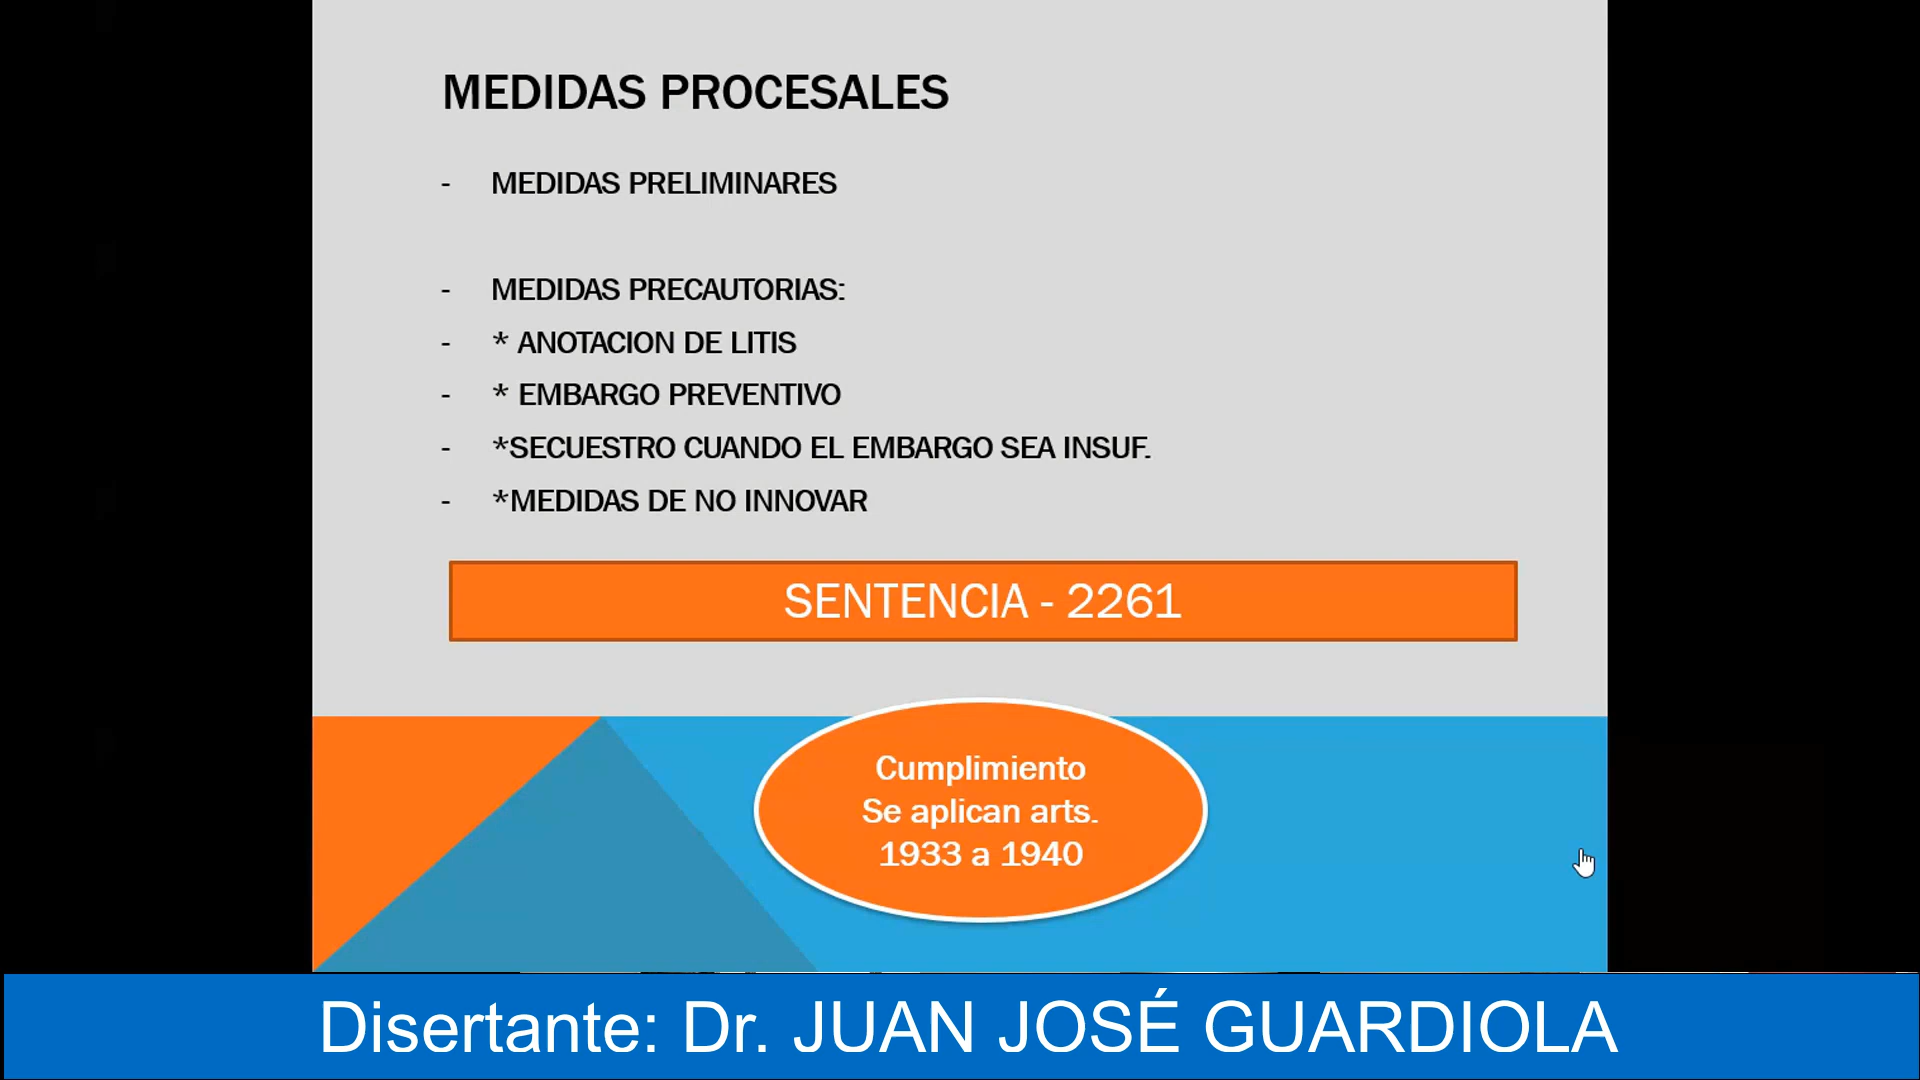 MEDIDAS PROCESALES
- MEDIDAS PRELIMINARES
- MEDIDAS PRECAUTORIAS:
- * ANOTACION DE LITIS
- * EMBARGO PREVENTIVO
- *SECUESTRO CUANDO EL EMBARGO SEA INSUF.
- *MEDIDAS DE NO INNOVAR
SENTENCIA - 2261
Cumplimiento
Se aplican arts.
1933 a 1940
Disertante: Dr. JUAN JOSÉ GUARDIOLA